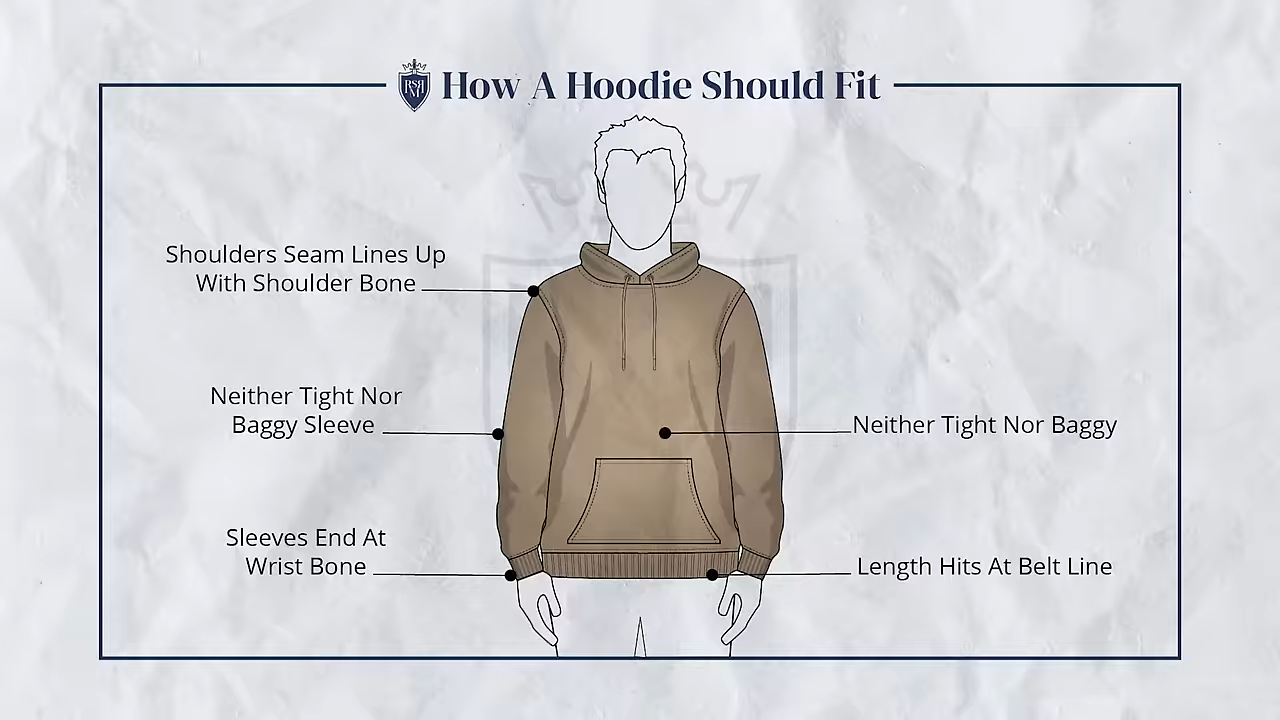 How A Hoodie Should Fit
Shoulders Seam Lines Up
With Shoulder Bone
Neither Tight Nor
Baggy Sleeve
Neither Tight Nor Baggy
Sleeves End At
Wrist Bone
Length Hits At Belt Line